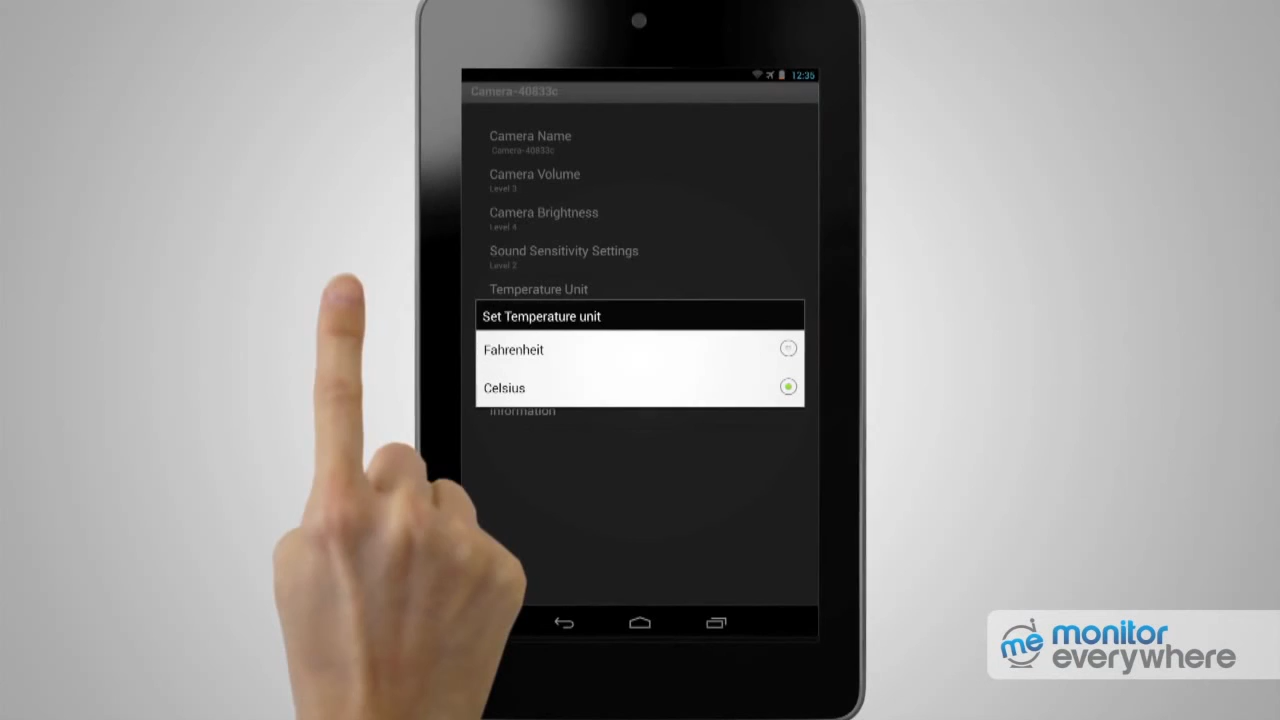 12:35
Camera-40833c
Camera Name
Camera-40833c
Camera Volume
Level 3
Camera Brightness
Level 4
Sound Sensitivity Settings
Level 2
Temperature Unit
Set Temperature unit
Fahrenheit
Celsius
Information
me monitor
everywhere